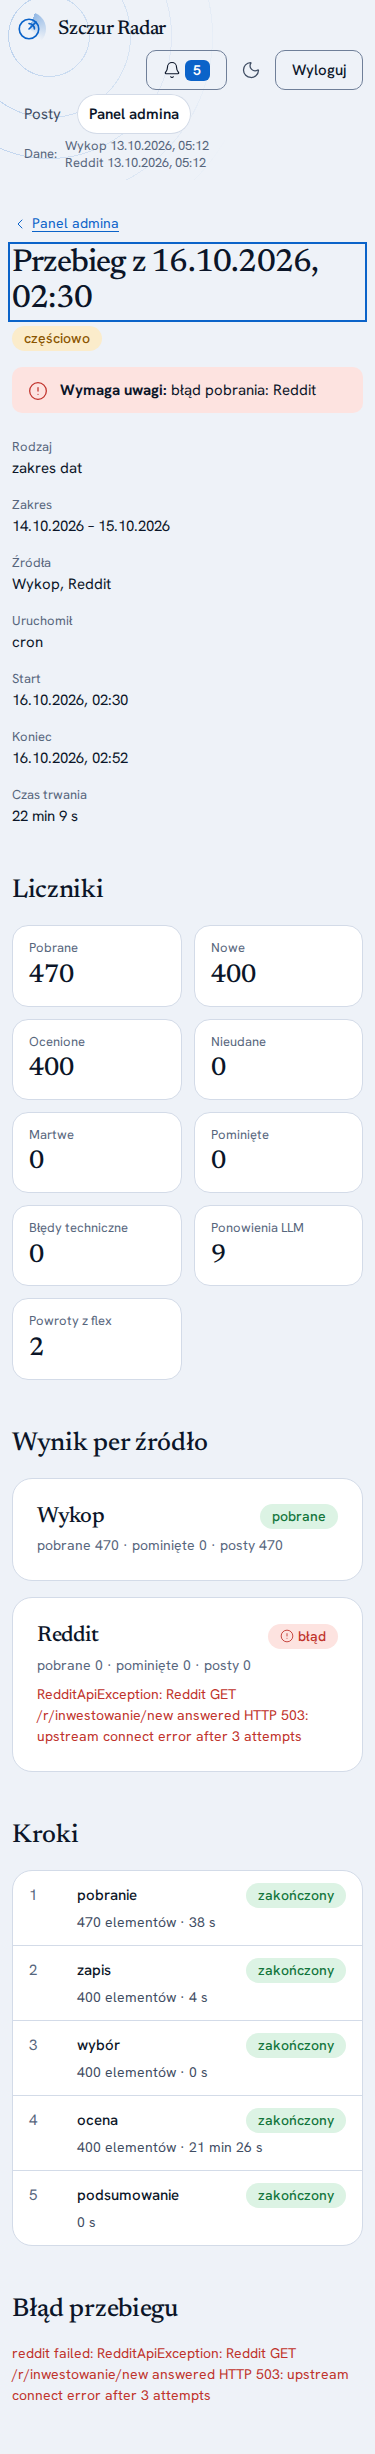 Szczur Radar
5
Wyloguj
Posty
Panel admina
Dane:
Wykop 13.10.2026, 05:12
Reddit 13.10.2026, 05:12
Panel admina
Przebieg z 16.10.2026,
02:30
częściowo
Wymaga uwagi: błąd pobrania: Reddit
Rodzaj
zakres dat
Zakres
14.10.2026 – 15.10.2026
Źródła
Wykop, Reddit
Uruchomił
cron
Start
16.10.2026, 02:30
Koniec
16.10.2026, 02:52
Czas trwania
22 min 9 s
Liczniki
Pobrane
470
Nowe
400
Ocenione
400
Nieudane
0
Martwe
0
Pominięte
0
Błędy techniczne
0
Ponowienia LLM
9
Powroty z flex
2
Wynik per źródło
Wykop
pobrane
pobrane 470 · pominięte 0 · posty 470
Reddit
błąd
pobrane 0 · pominięte 0 · posty 0
RedditApiException: Reddit GET
/r/inwestowanie/new answered HTTP 503:
upstream connect error after 3 attempts
Kroki
1 pobranie zakończony
470 elementów · 38 s
2 zapis zakończony
400 elementów · 4 s
3 wybór zakończony
400 elementów · 0 s
4 ocena zakończony
400 elementów · 21 min 26 s
5 podsumowanie zakończony
0 s
Błąd przebiegu
reddit failed: RedditApiException: Reddit GET
/r/inwestowanie/new answered HTTP 503: upstream
connect error after 3 attempts